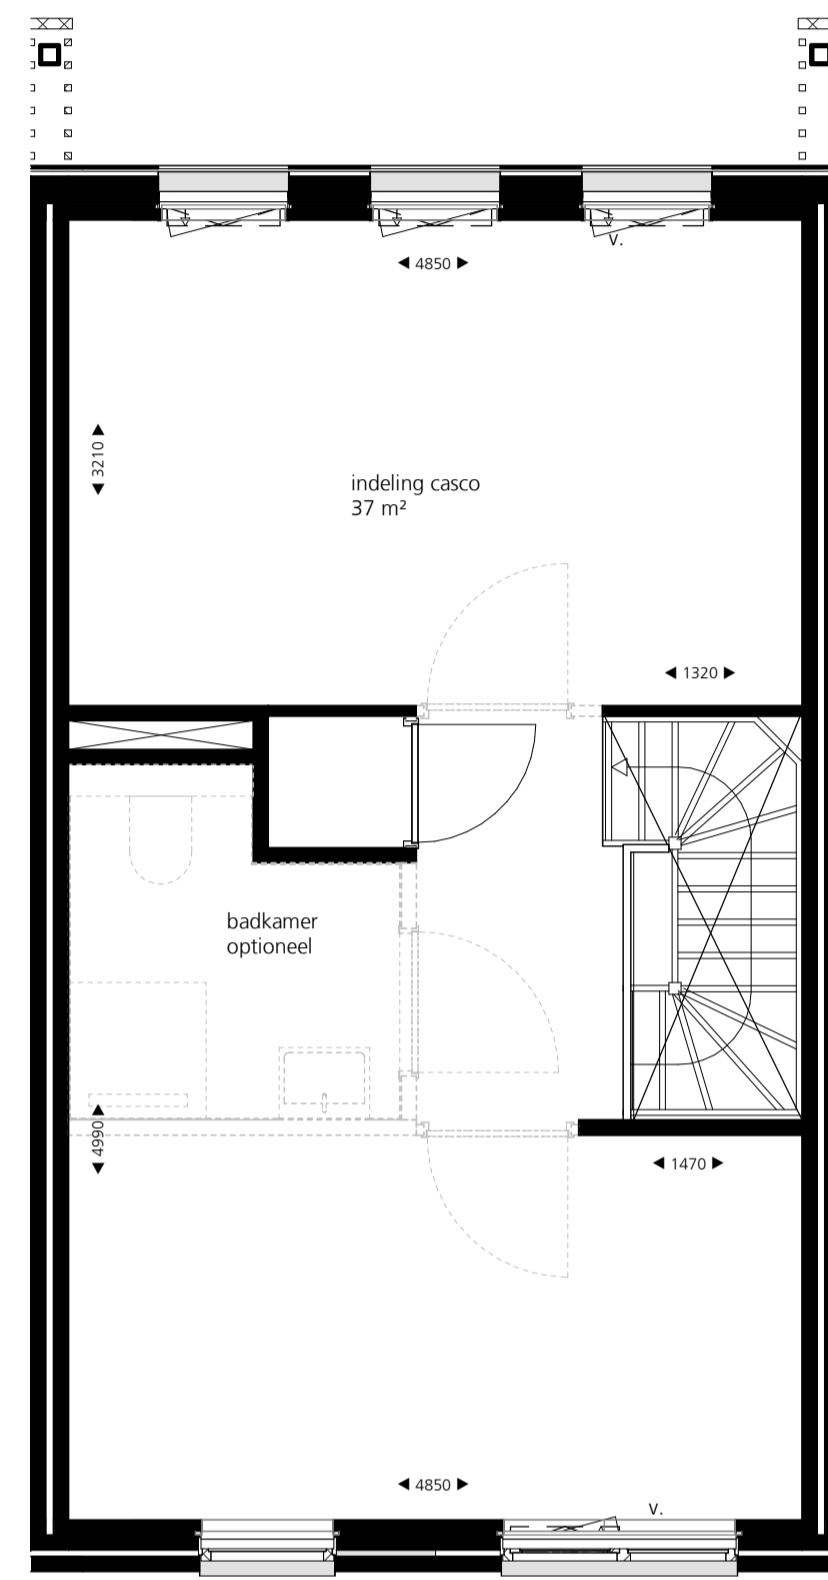 v.
4850
3210
indeling casco
37 m²
1320
badkamer
optioneel
4990
1470
4850
v.